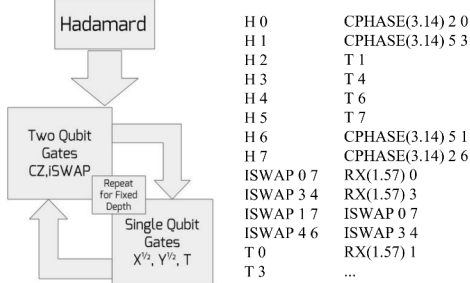 Hadamard
Two Qubit
Gates
CZ,iSWAP
Repeat
for Fixed
Depth
Single Qubit
Gates
X½, Y½, T
H 0
H 1
H 2
H 3
H 4
H 5
H 6
H 7
ISWAP 0 7
ISWAP 3 4
ISWAP 1 7
ISWAP 4 6
T 0
T 3
CPHASE(3.14) 2 0
CPHASE(3.14) 5 3
T 1
T 4
T 6
T 7
CPHASE(3.14) 5 1
CPHASE(3.14) 2 6
RX(1.57) 0
RX(1.57) 3
ISWAP 0 7
ISWAP 3 4
RX(1.57) 1
...